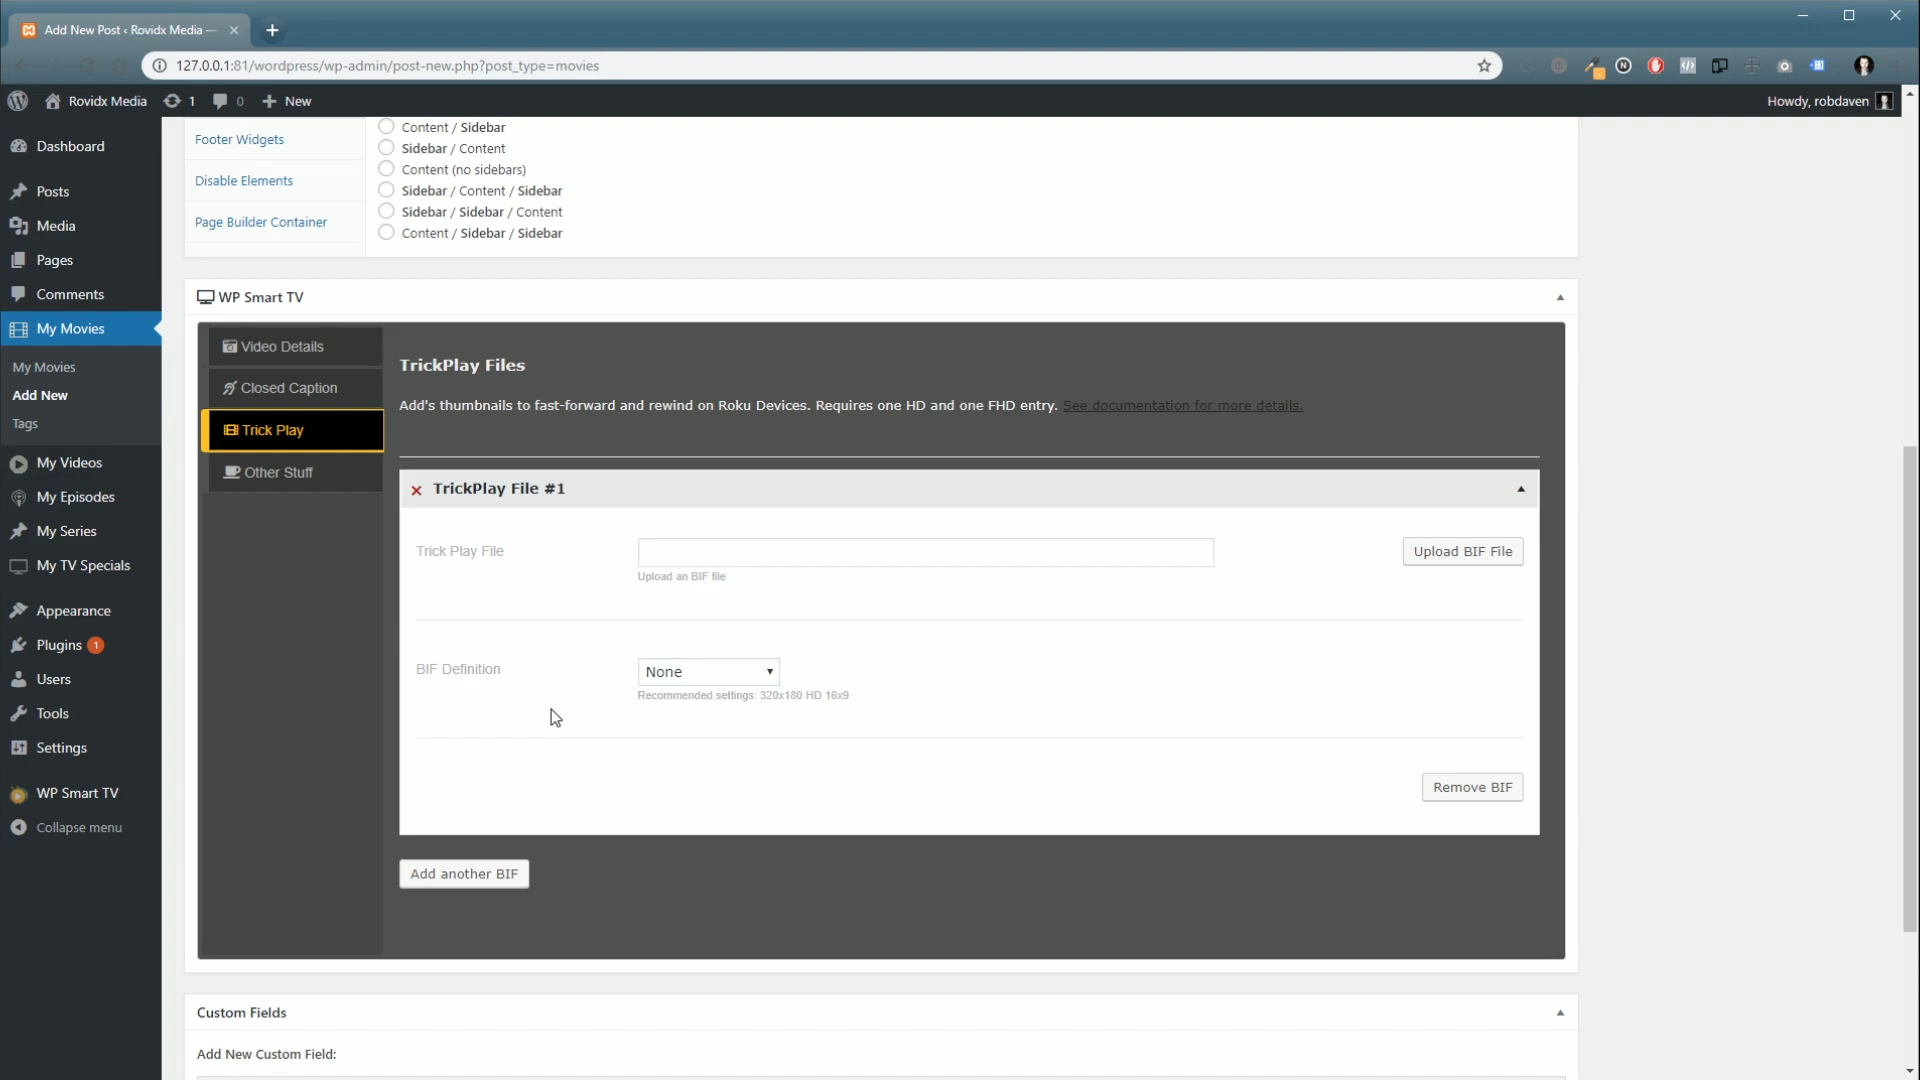 Add New Post ‹ Rovidx Media —
127.0.0.1:81/wordpress/wp-admin/post-new.php?post_type=movies
Rovidx Media 1 0 New
Howdy, robdaven
Dashboard
Posts
Media
Pages
Comments
My Movies
My Movies
Add New
Tags
My Videos
My Episodes
My Series
My TV Specials
Appearance
Plugins 1
Users
Tools
Settings
WP Smart TV
Collapse menu
Footer Widgets
Disable Elements
Page Builder Container
Content / Sidebar
Sidebar / Content
Content (no sidebars)
Sidebar / Content / Sidebar
Sidebar / Sidebar / Content
Content / Sidebar / Sidebar
WP Smart TV
Video Details
Closed Caption
Trick Play
Other Stuff
TrickPlay Files
Add's thumbnails to fast-forward and rewind on Roku Devices. Requires one HD and one FHD entry. See documentation for more details.
TrickPlay File #1
Trick Play File
Upload BIF File
Upload an BIF file
BIF Definition
None
Recommended settings: 320x180 HD 16x9
Remove BIF
Add another BIF
Custom Fields
Add New Custom Field: